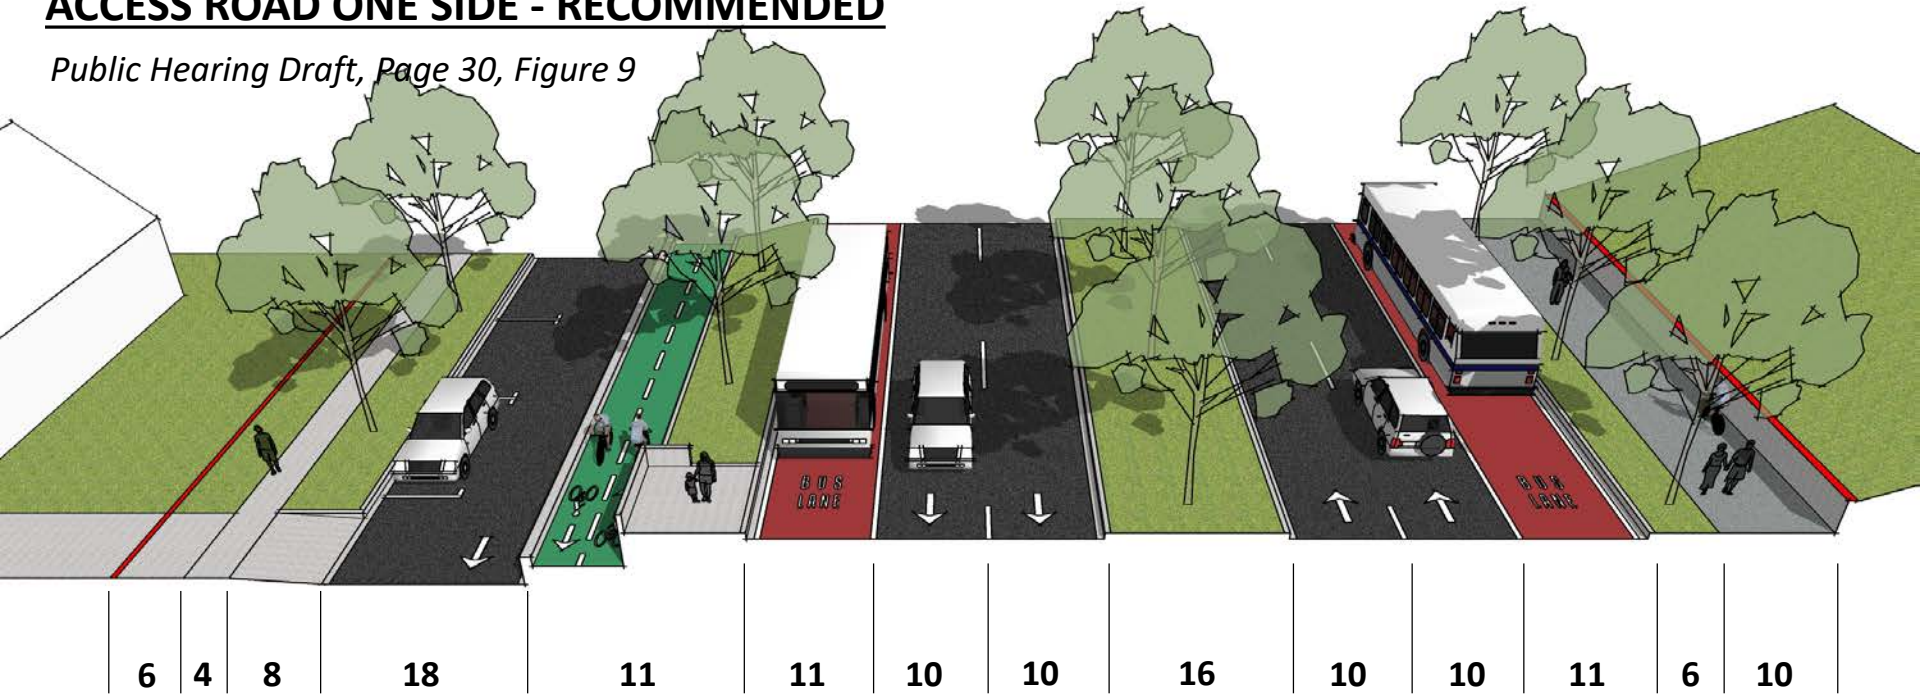 ACCESS ROAD ONE SIDE - RECOMMENDED
Public Hearing Draft, Page 30, Figure 9
BUS
LANE
BUS
LANE
6 4 8 18 11 11 10 10 16 10 10 11 6 10